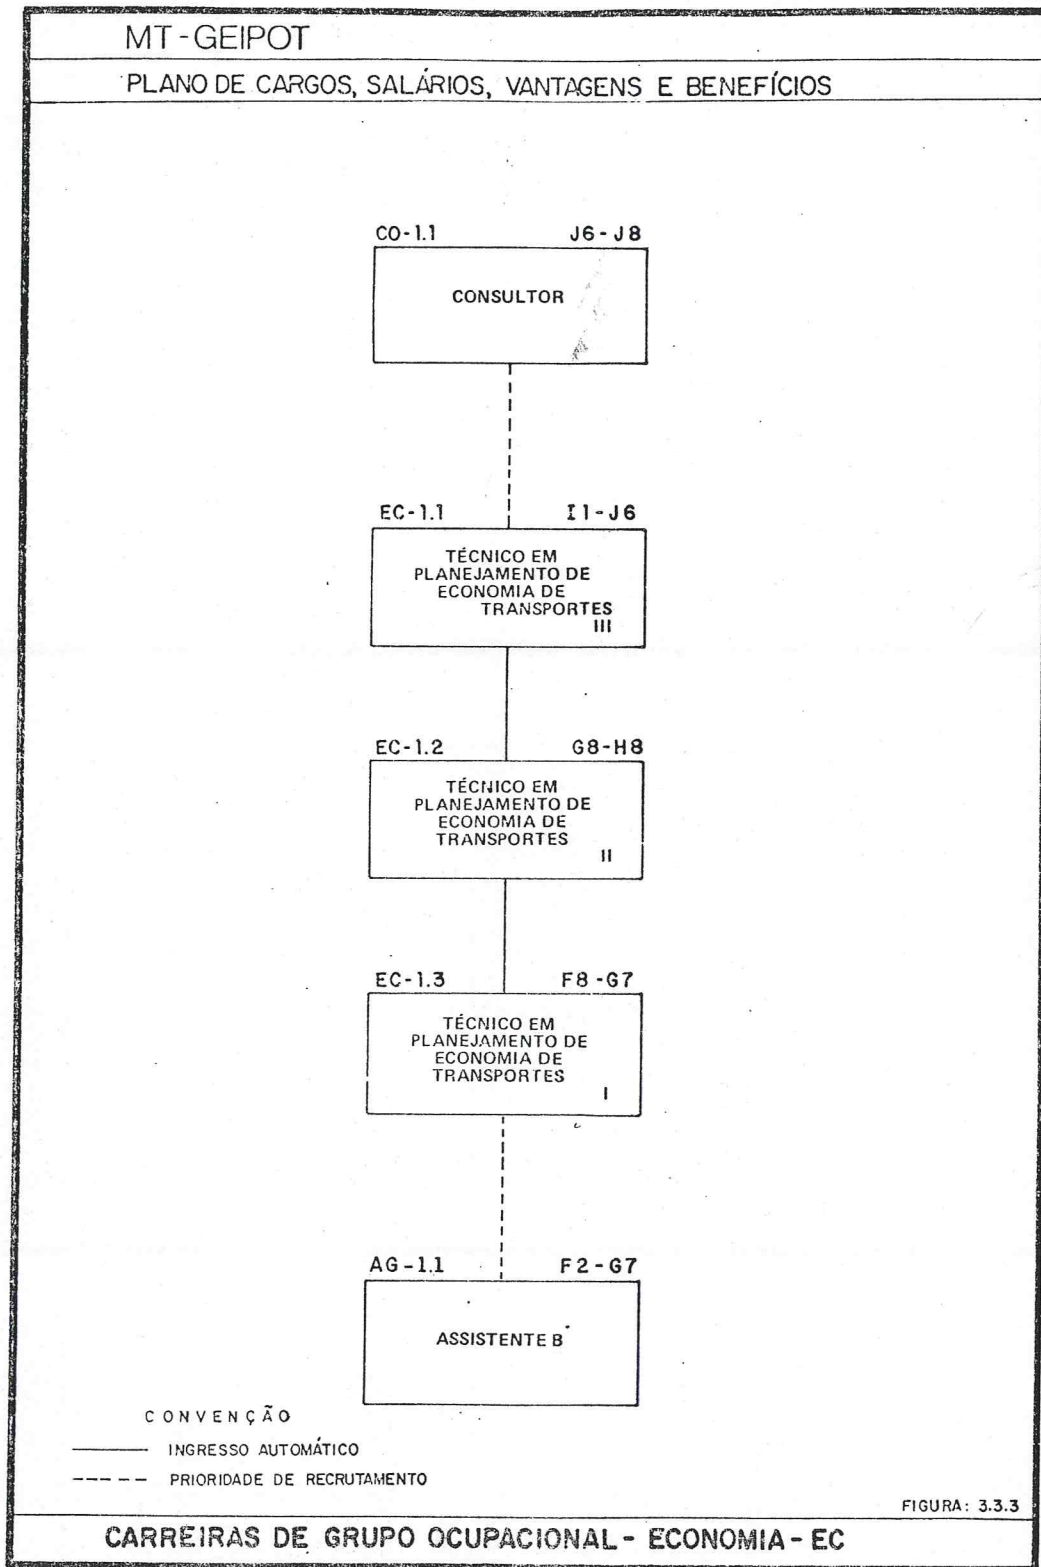 MT-GEIPOT
PLANO DE CARGOS, SALÁRIOS, VANTAGENS E BENEFÍCIOS
CO-1.1 J6-J8
CONSULTOR
EC-1.1 I1-J6
TÉCNICO EM
PLANEJAMENTO DE
ECONOMIA DE
TRANSPORTES
III
EC-1.2 G8-H8
TÉCNICO EM
PLANEJAMENTO DE
ECONOMIA DE
TRANSPORTES
II
EC-1.3 F8-G7
TÉCNICO EM
PLANEJAMENTO DE
ECONOMIA DE
TRANSPORTES
I
AG-1.1 F2-G7
ASSISTENTE B
CONVENÇÃO
INGRESSO AUTOMÁTICO
PRIORIDADE DE RECRUTAMENTO
FIGURA: 3.3.3
CARREIRAS DE GRUPO OCUPACIONAL - ECONOMIA - EC